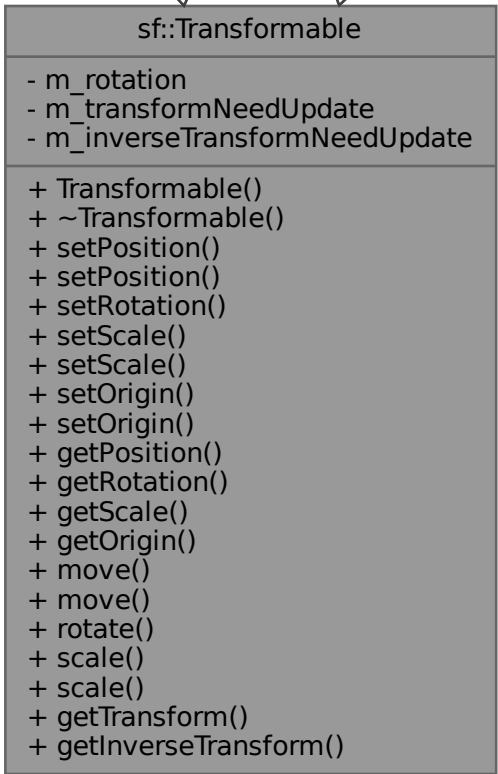 sf::Transformable
- m_rotation
- m_transformNeedUpdate
- m_inverseTransformNeedUpdate
+ Transformable()
+ ~Transformable()
+ setPosition()
+ setPosition()
+ setRotation()
+ setScale()
+ setScale()
+ setOrigin()
+ setOrigin()
+ getPosition()
+ getRotation()
+ getScale()
+ getOrigin()
+ move()
+ move()
+ rotate()
+ scale()
+ scale()
+ getTransform()
+ getInverseTransform()